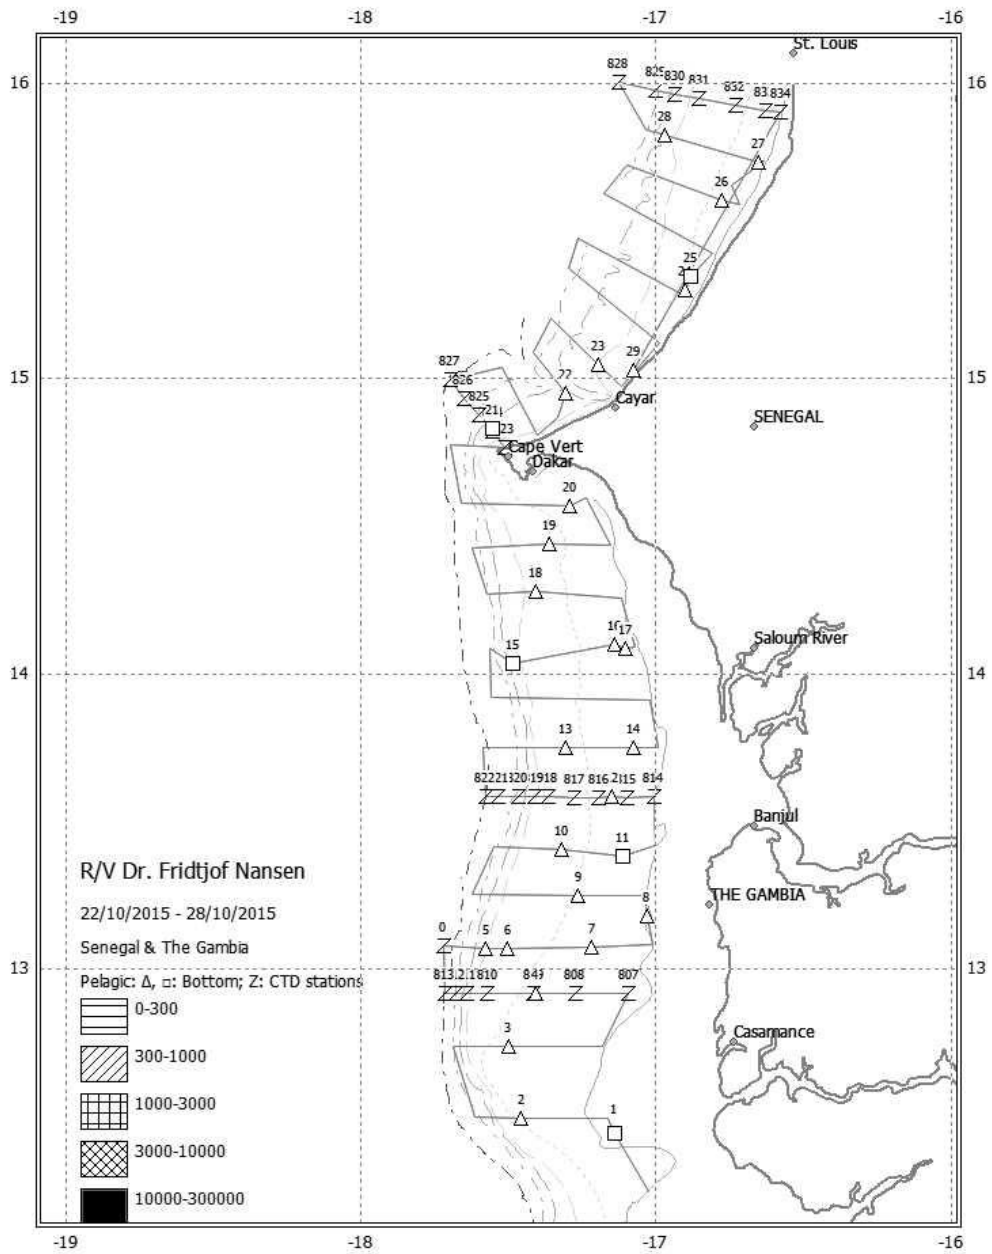 -19 -18 -17 -16
St. Louis
16 16
828 830 831 832 834
28
27
26
25
23 29
827
15 15
22
826
Cayar
825
SENEGAL
21
23
Cape Vert
Dakar
20
19
18
17
Saloum River
15
14 14
13 14
822 817 816 814
Banjul
10 11
R/V Dr. Fridtjof Nansen
9
THE GAMBIA
8
22/10/2015 - 28/10/2015
0 5 6 7
Senegal & The Gambia
13 13
Pelagic: Δ, □: Bottom; Z: CTD stations
813 810 808 807
0-300
3
Casamance
300-1000
1000-3000
2 1
3000-10000
10000-300000
-19 -18 -17 -16